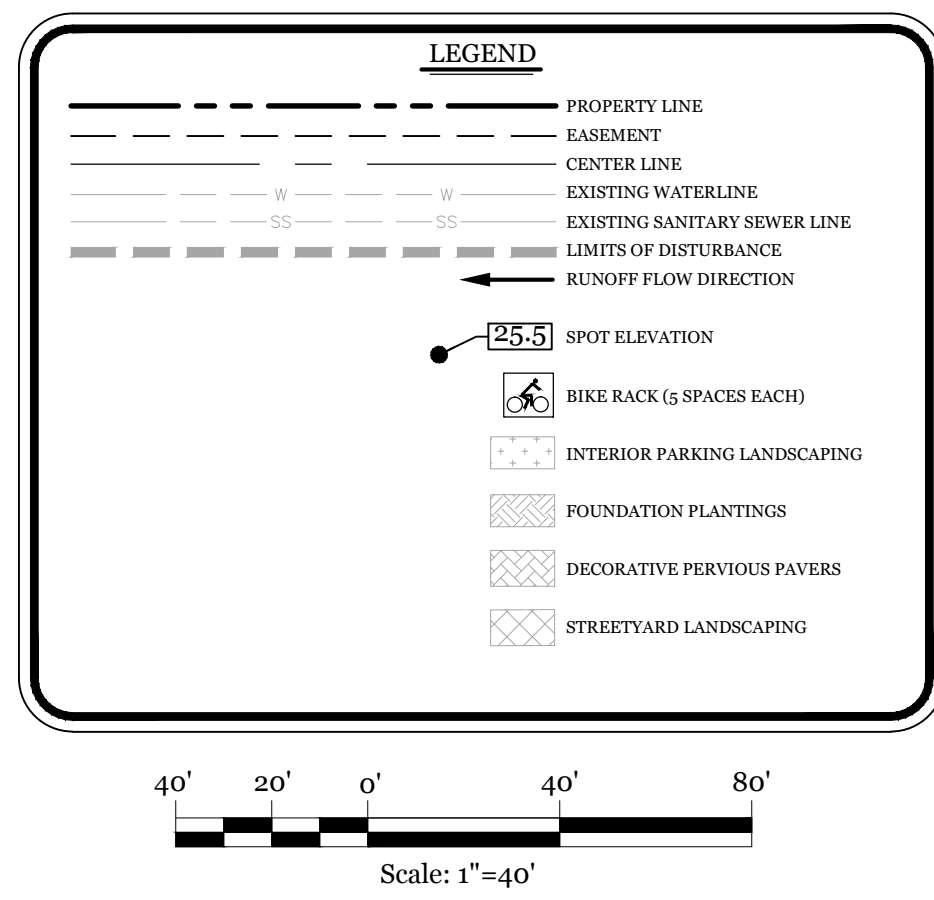 LEGEND
PROPERTY LINE
EASEMENT
CENTER LINE
W W EXISTING WATERLINE
SS SS EXISTING SANITARY SEWER LINE
LIMITS OF DISTURBANCE
RUNOFF FLOW DIRECTION
25.5 SPOT ELEVATION
BIKE RACK (5 SPACES EACH)
INTERIOR PARKING LANDSCAPING
FOUNDATION PLANTINGS
DECORATIVE PERVIOUS PAVERS
STREETYARD LANDSCAPING
40' 20' 0' 40' 80'
Scale: 1"=40'